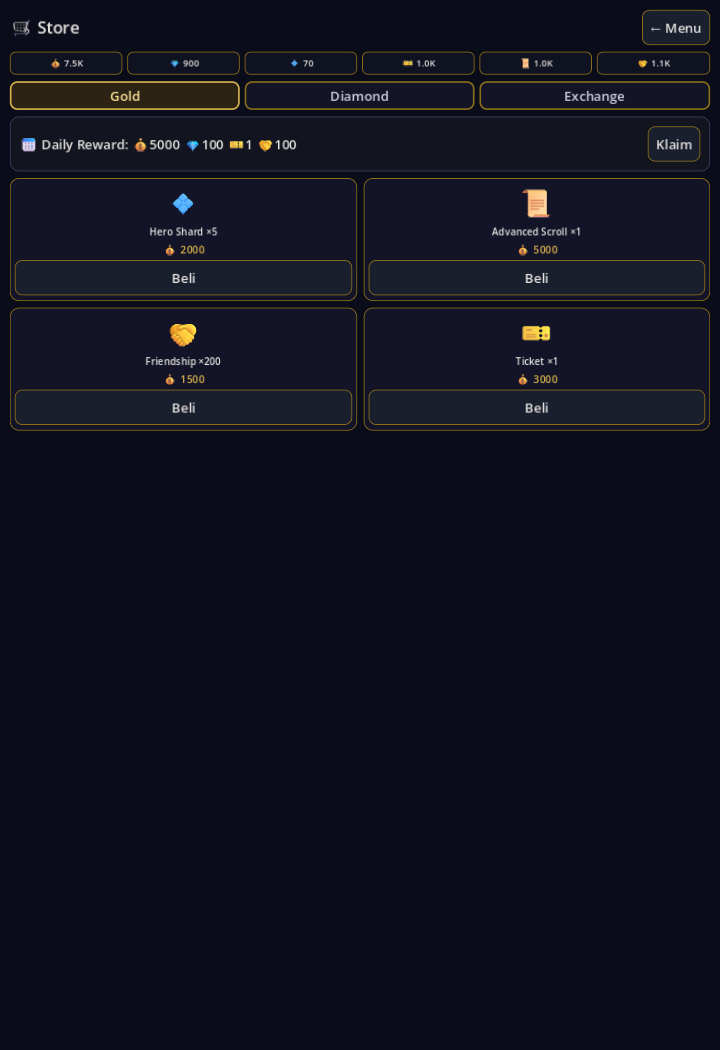 Store
← Menu
7.5K
900
70
1.0K
1.0K
1.1K
Gold
Diamond
Exchange
Daily Reward: 5000 100 1 100
Klaim
Hero Shard ×5
2000
Beli
Advanced Scroll ×1
5000
Beli
Friendship ×200
1500
Beli
Ticket ×1
3000
Beli